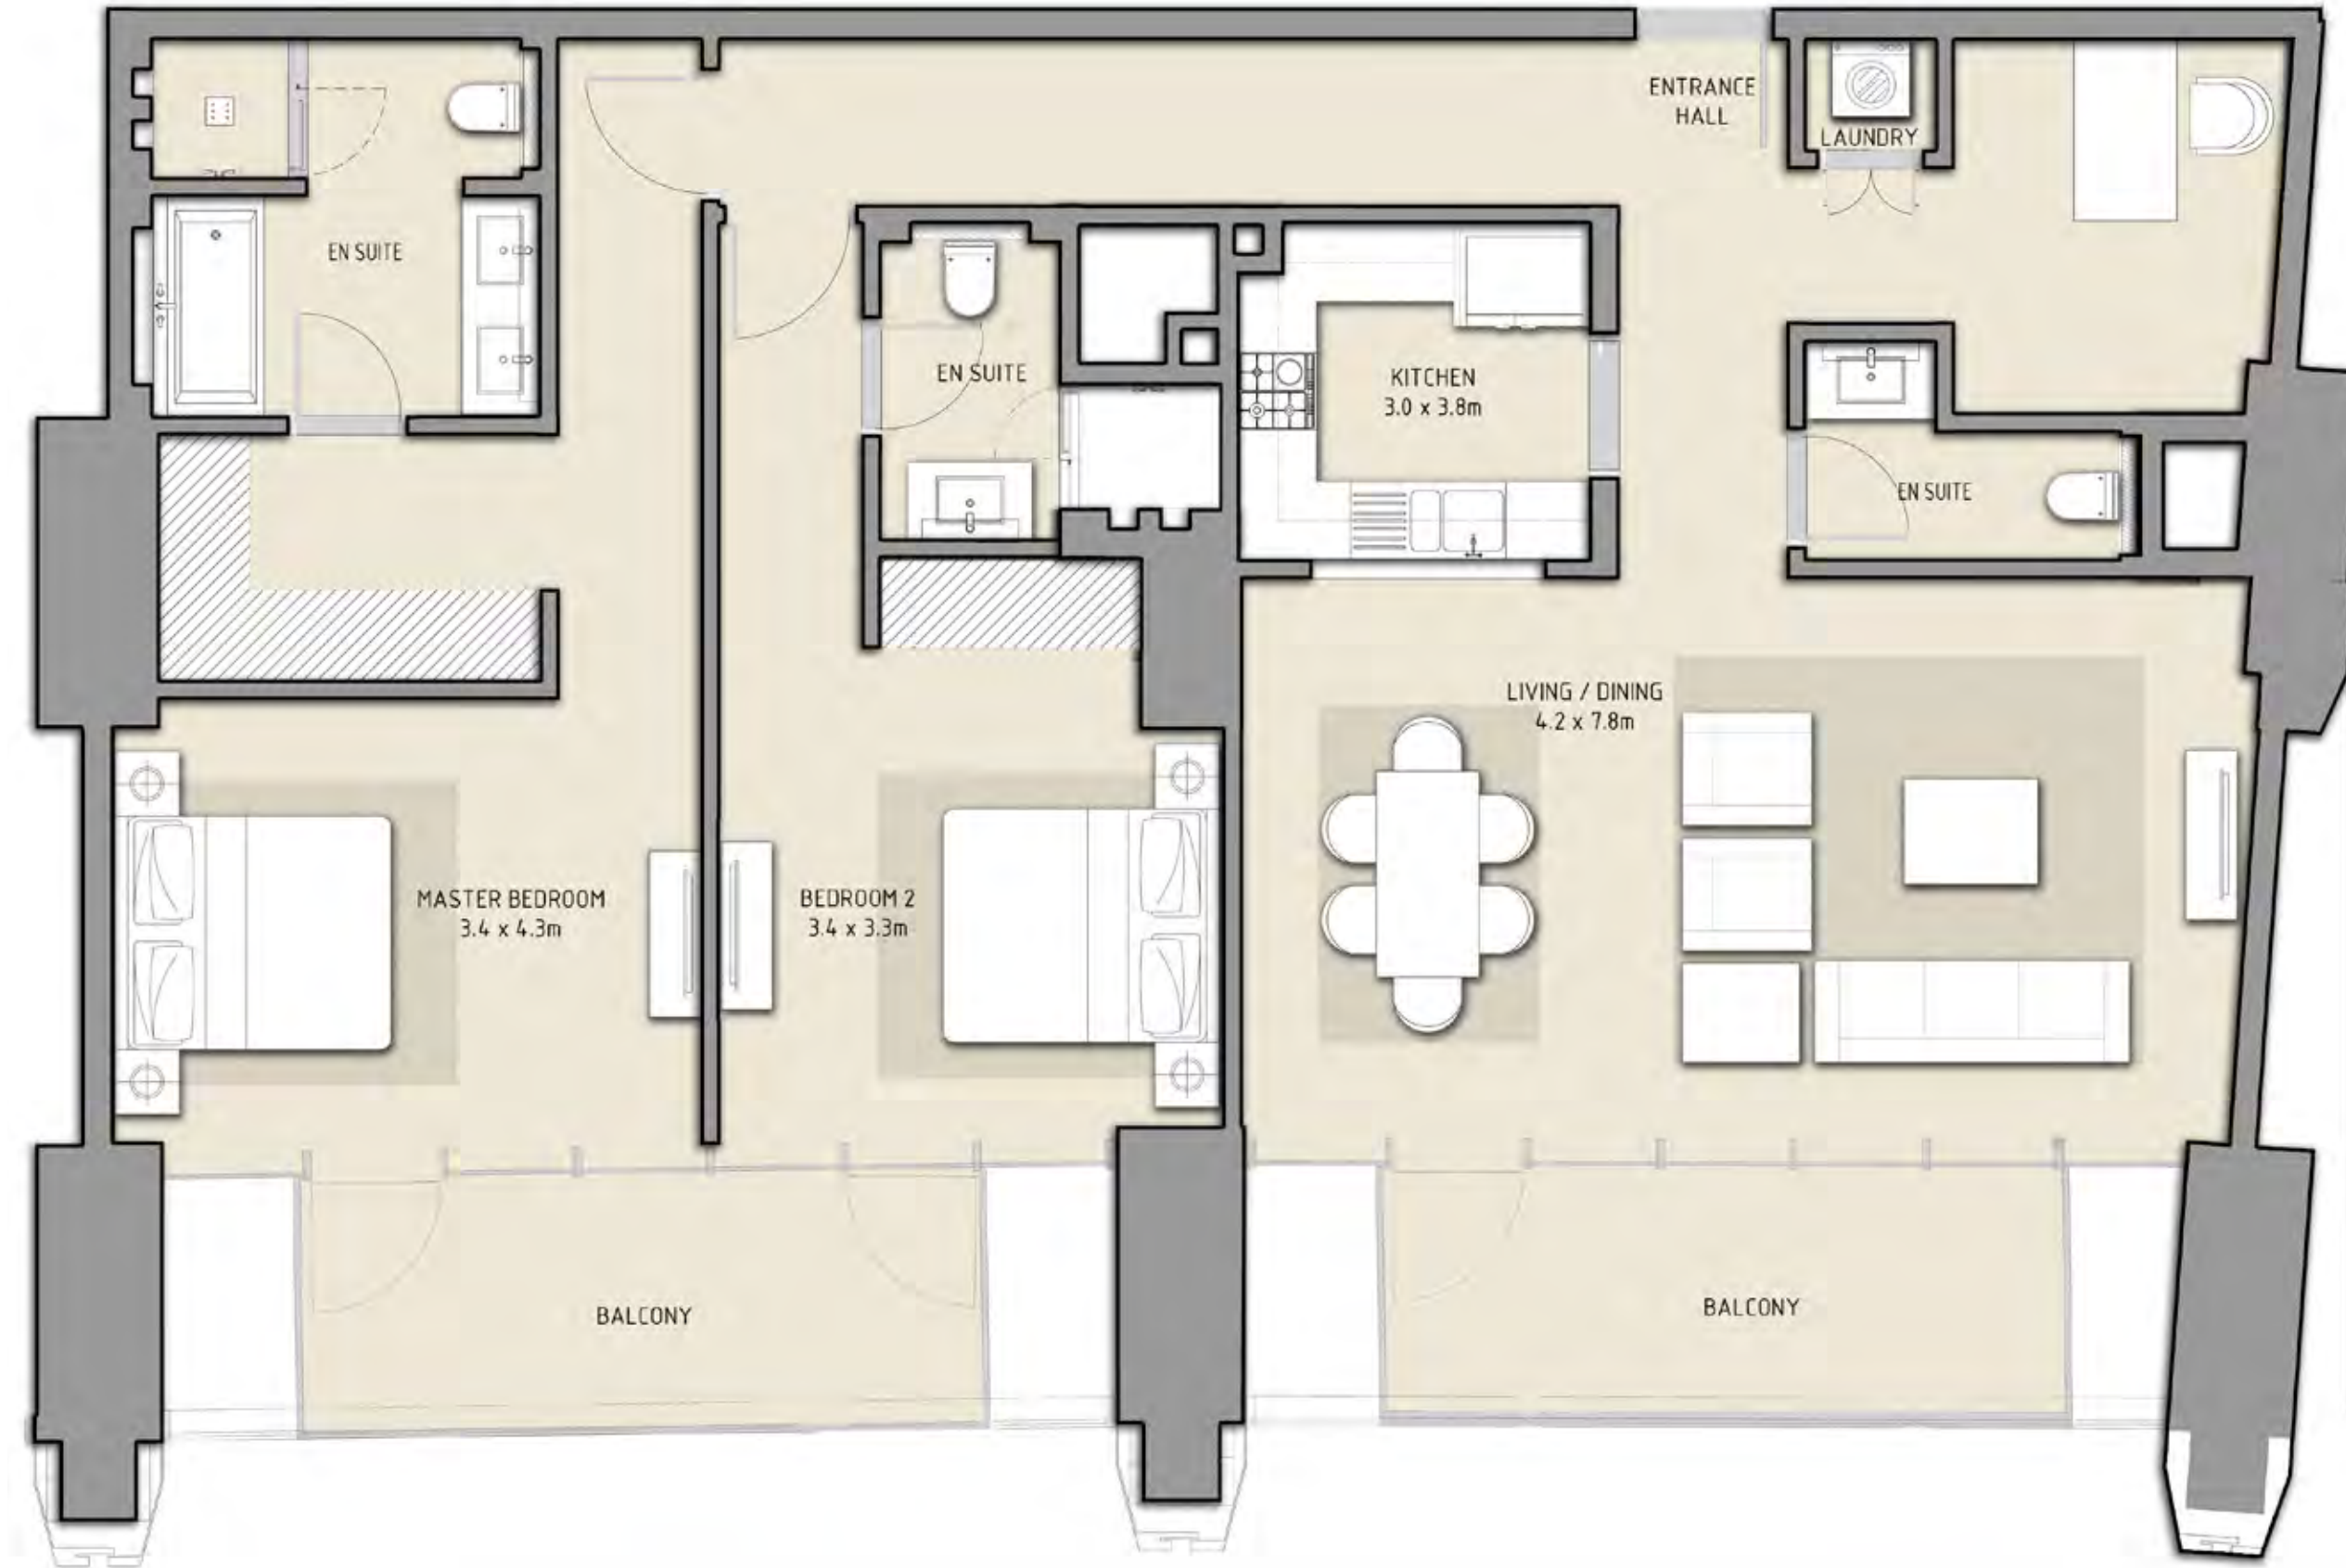 ENTRANCE
HALL
LAUNDRY
EN SUITE
EN SUITE
KITCHEN
3.0 x 3.8m
EN SUITE
LIVING / DINING
4.2 x 7.8m
MASTER BEDROOM
3.4 x 4.3m
BEDROOM 2
3.4 x 3.3m
BALCONY
BALCONY